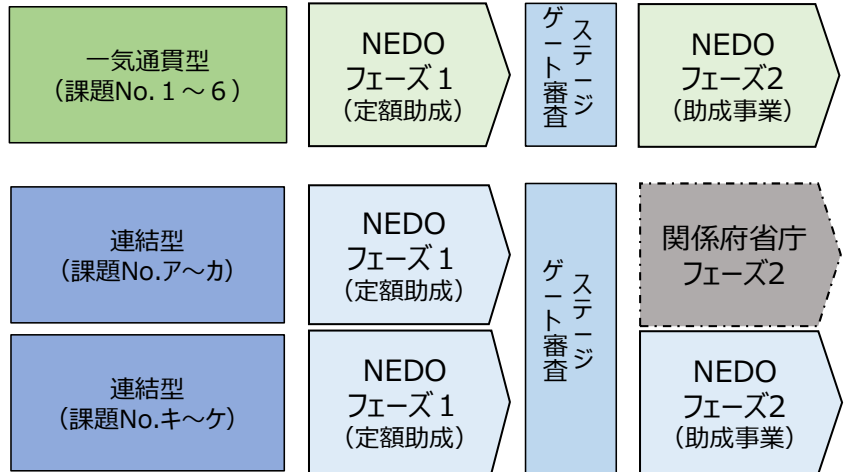 一気通貫型
（課題No.１～６）
NEDO
フェーズ１
（定額助成）
ステージ
ゲート審査
NEDO
フェーズ2
（助成事業）
連結型
（課題No.ア～カ）
NEDO
フェーズ１
（定額助成）
ステージ
ゲート審査
関係府省庁
フェーズ2
連結型
（課題No.キ～ケ）
NEDO
フェーズ１
（定額助成）
NEDO
フェーズ2
（助成事業）